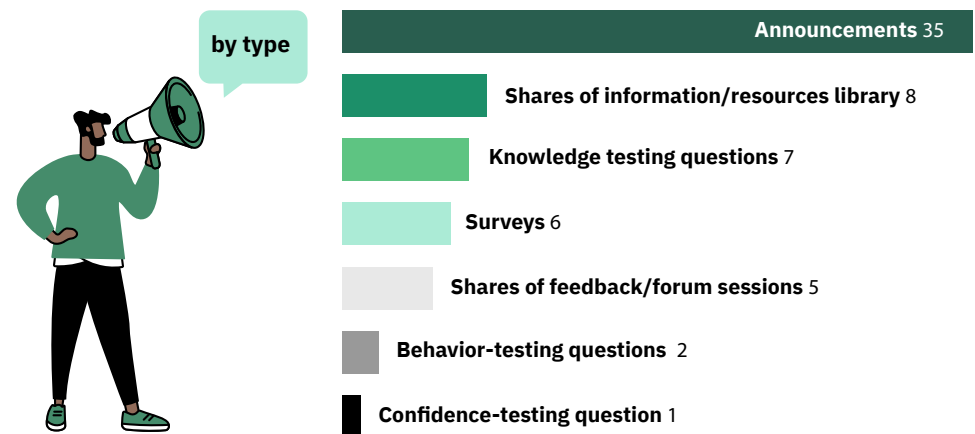 by type
Announcements 35
Shares of information/resources library 8
Knowledge testing questions 7
Surveys 6
Shares of feedback/forum sessions 5
Behavior-testing questions 2
Confidence-testing question 1